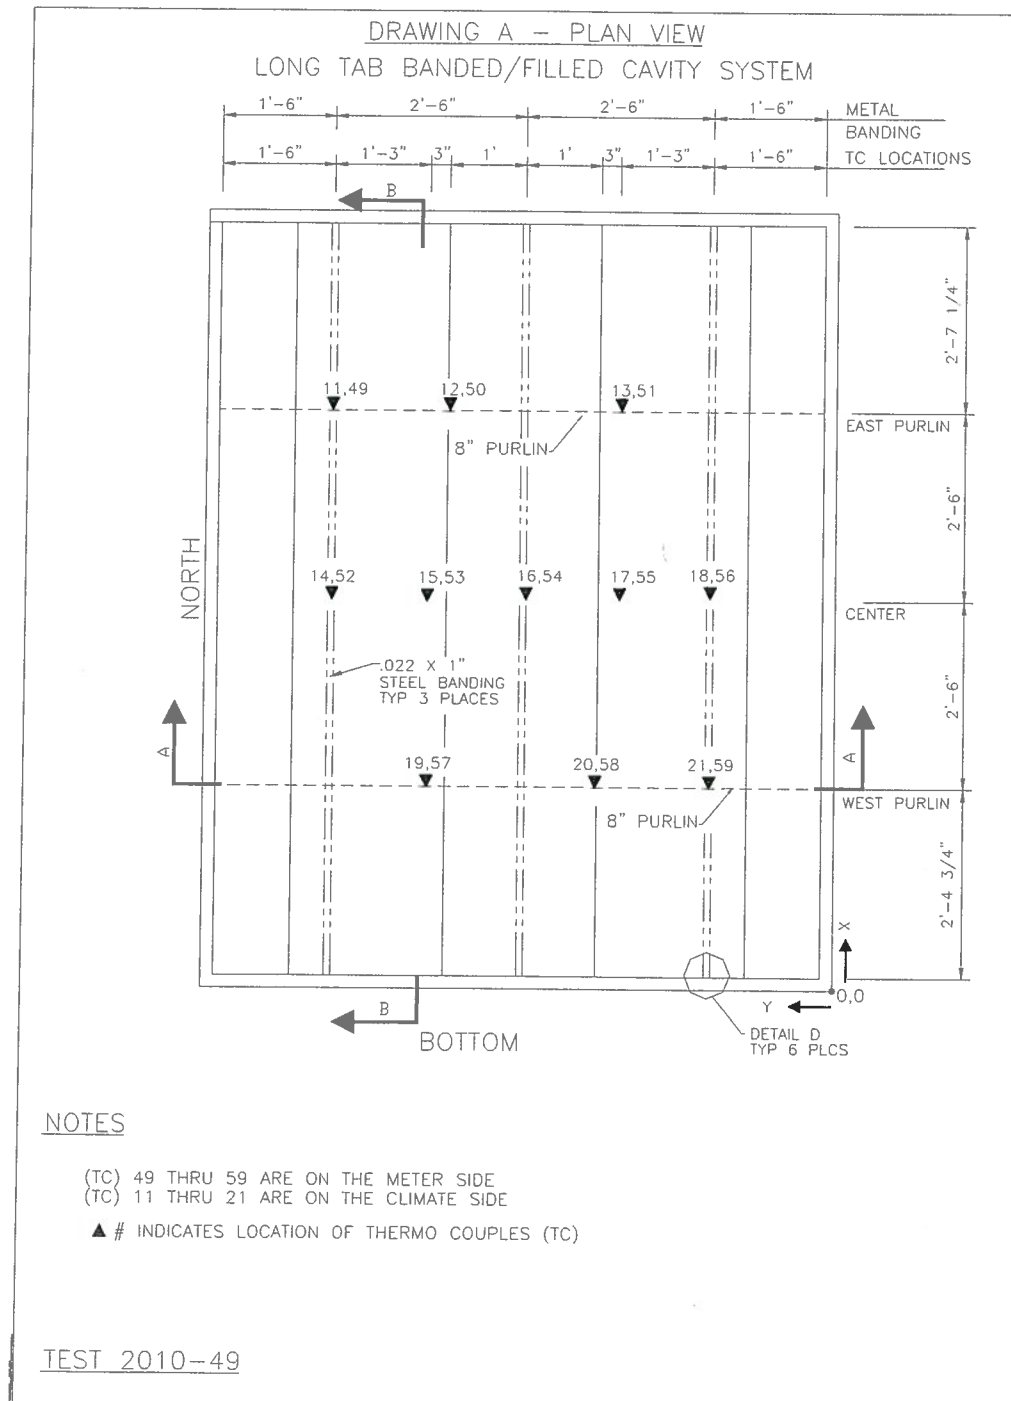 DRAWING A - PLAN VIEW
LONG TAB BANDED/FILLED CAVITY SYSTEM
1'-6" 2'-6" 2'-6" 1'-6" METAL
BANDING
1'-6" 1'-3" 3" 1' 1' 3" 1'-3" 1'-6" TC LOCATIONS
B
2'-7 1/4"
11,49 12,50 13,51
EAST PURLIN
8" PURLIN
2'-6"
NORTH
14,52 15,53 16,54 17,55 18,56
CENTER
.022 X 1"
STEEL BANDING
TYP 3 PLACES
2'-6"
A A
19,57 20,58 21,59
WEST PURLIN
8" PURLIN
2'-4 3/4"
X
0,0
Y
B
BOTTOM
DETAIL D
TYP 6 PLCS
NOTES
(TC) 49 THRU 59 ARE ON THE METER SIDE
(TC) 11 THRU 21 ARE ON THE CLIMATE SIDE
▲ # INDICATES LOCATION OF THERMO COUPLES (TC)
TEST 2010-49